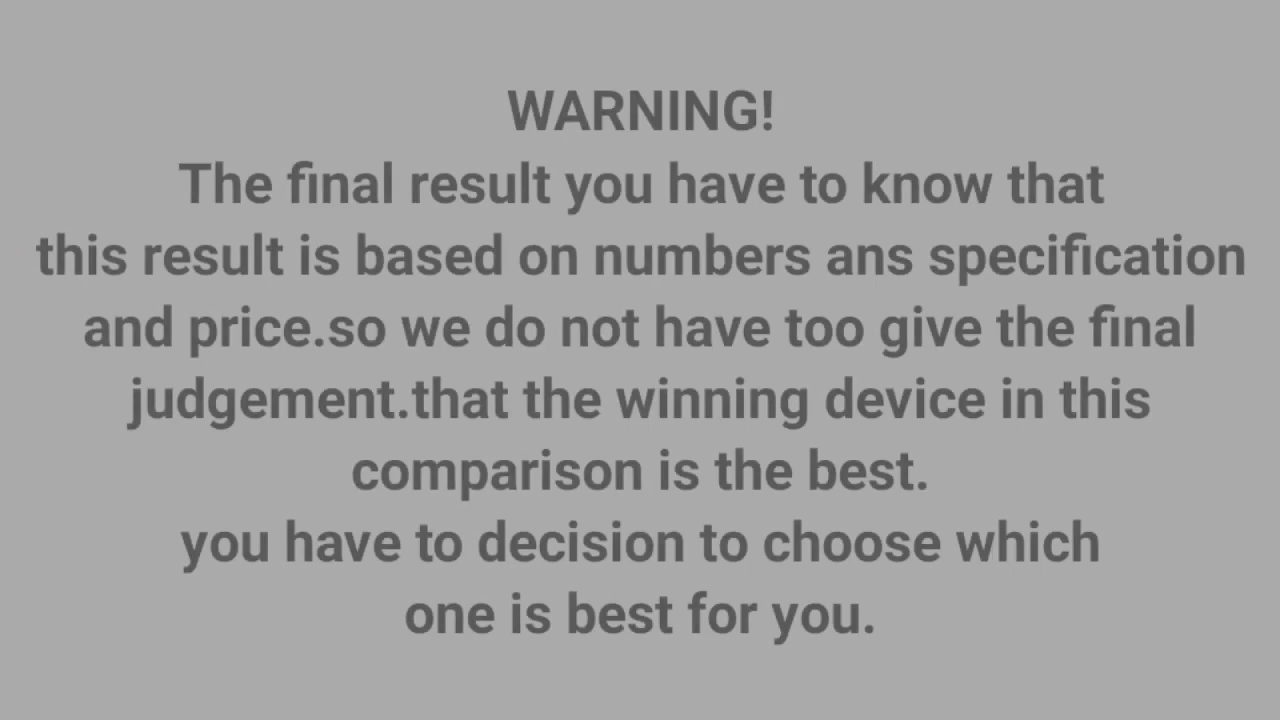 WARNING!
The final result you have to know that
this result is based on numbers ans specification
and price.so we do not have too give the final
judgement.that the winning device in this
comparison is the best.
you have to decision to choose which
one is best for you.